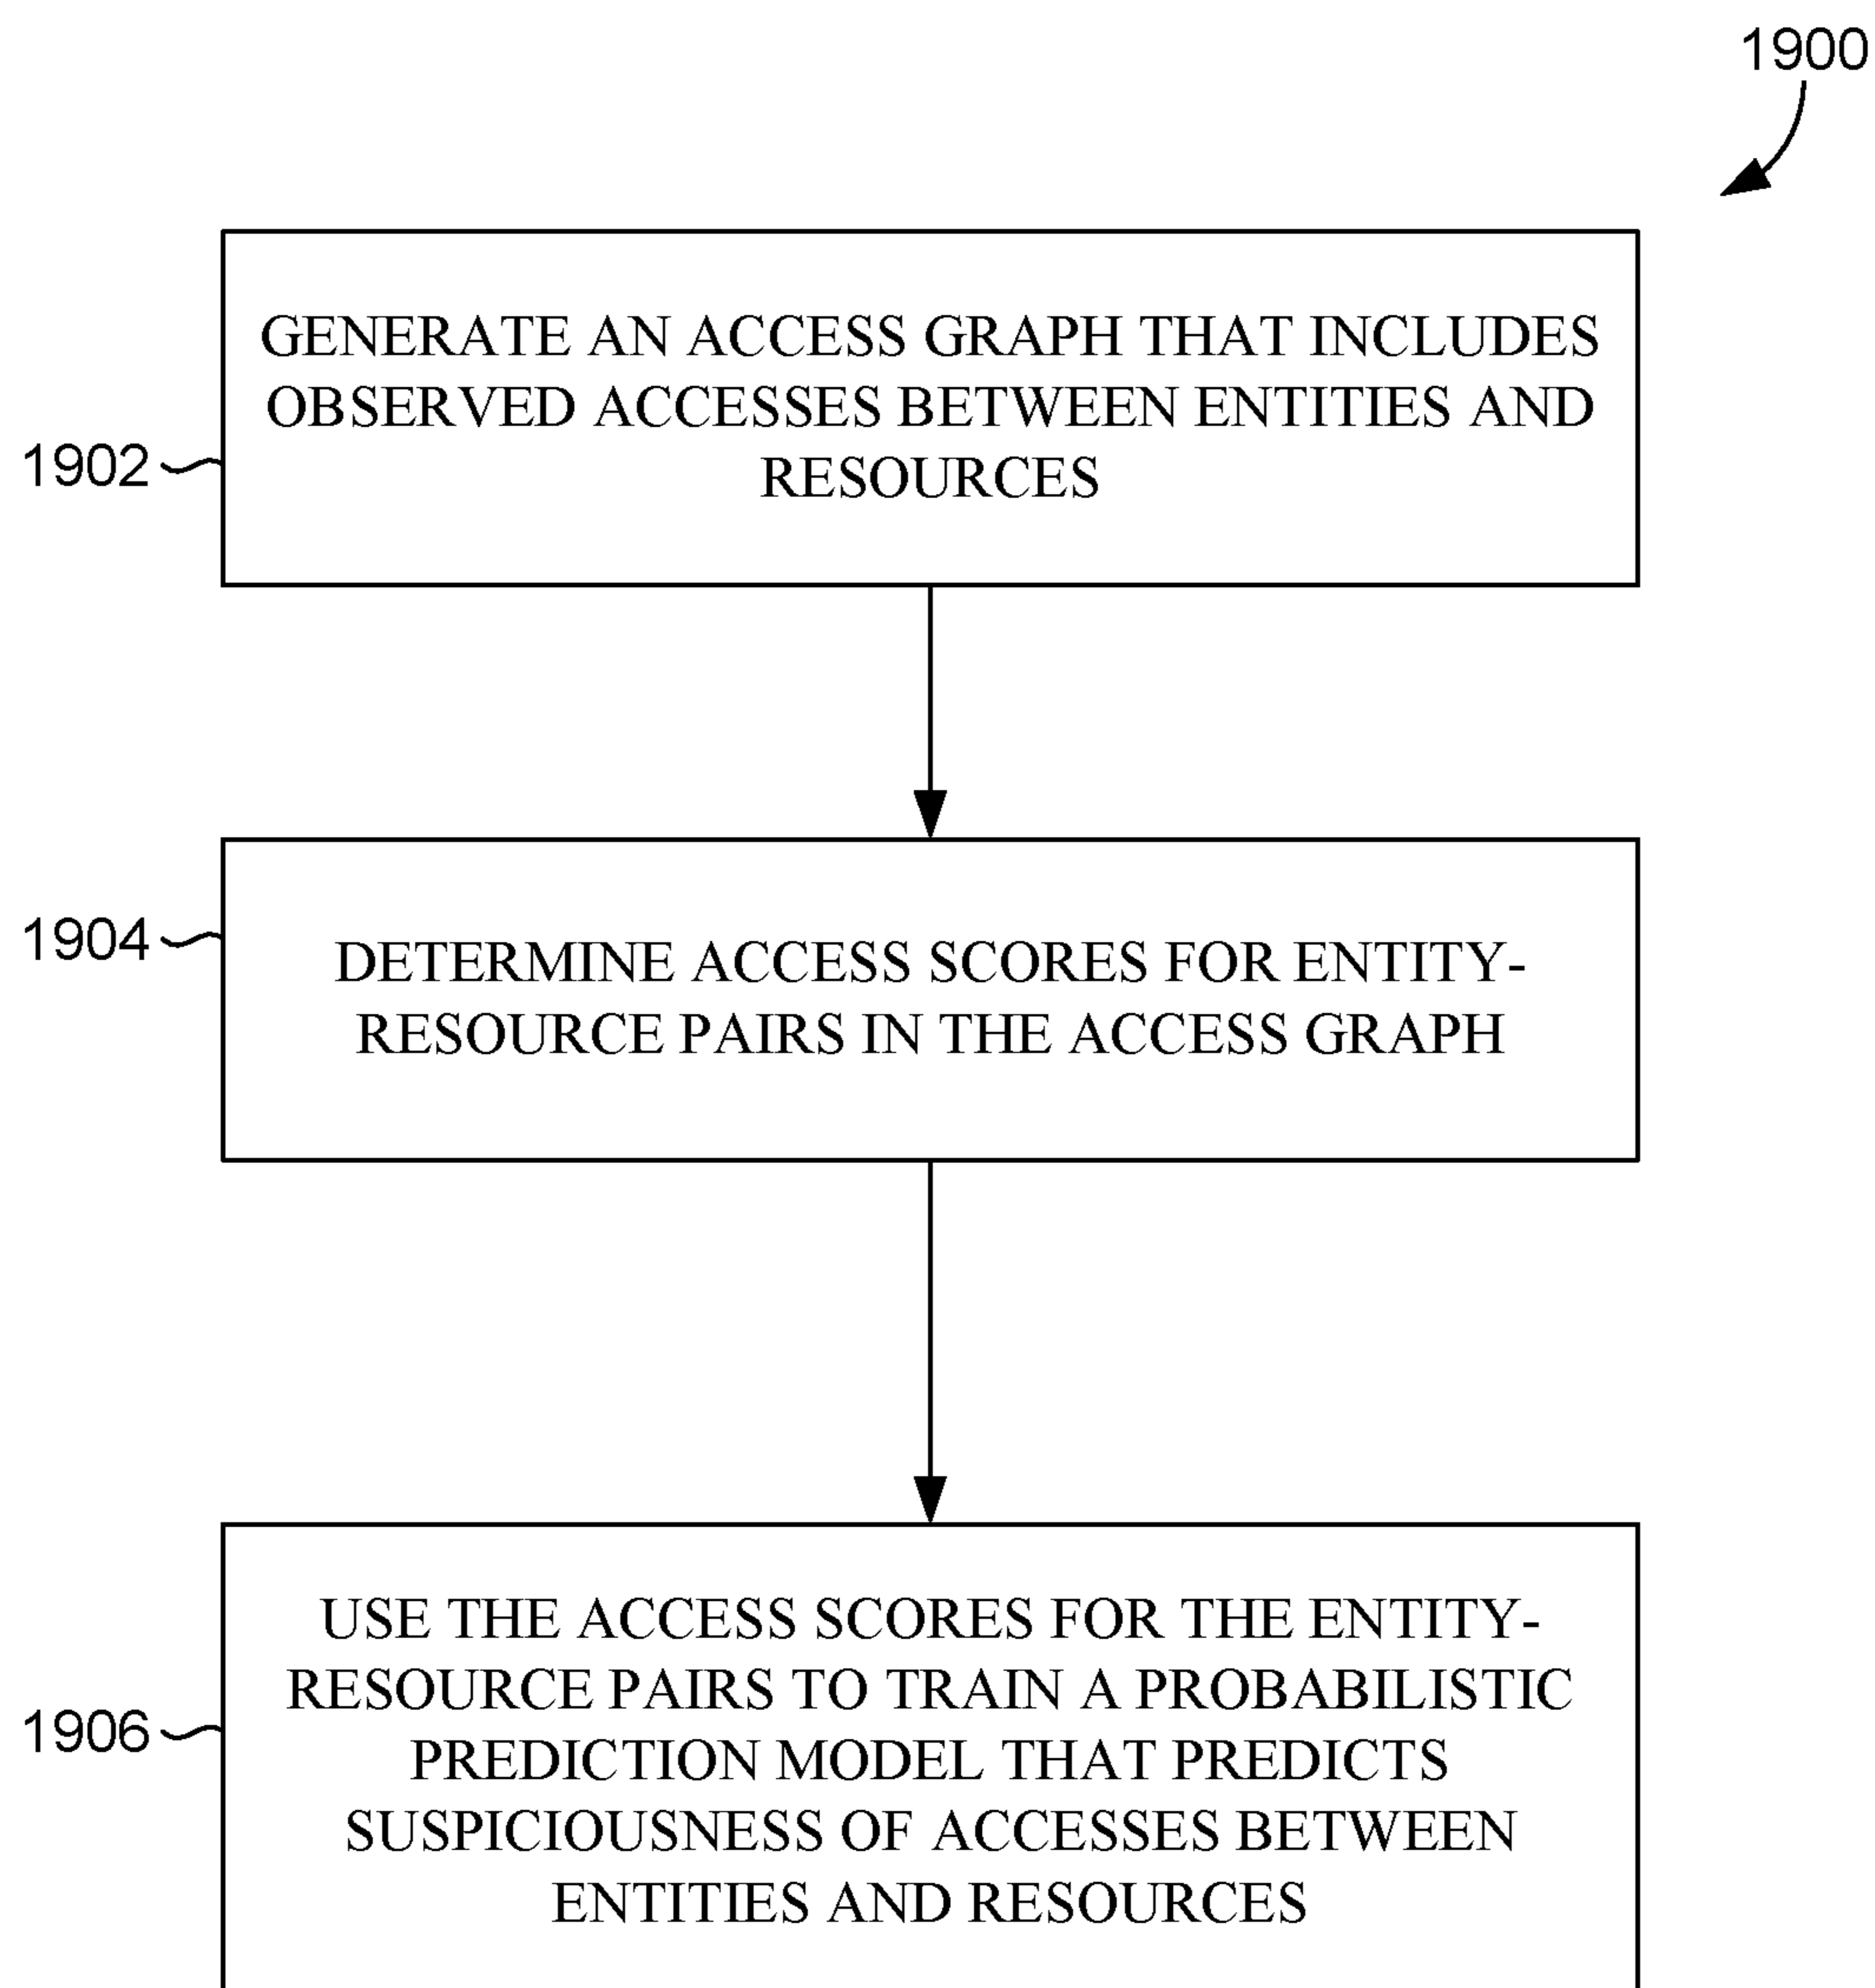 1900
GENERATE AN ACCESS GRAPH THAT INCLUDES
OBSERVED ACCESSES BETWEEN ENTITIES AND
RESOURCES
1902
1904
DETERMINE ACCESS SCORES FOR ENTITY-
RESOURCE PAIRS IN THE ACCESS GRAPH
USE THE ACCESS SCORES FOR THE ENTITY-
RESOURCE PAIRS TO TRAIN A PROBABILISTIC
PREDICTION MODEL THAT PREDICTS
SUSPICIOUSNESS OF ACCESSES BETWEEN
ENTITIES AND RESOURCES
1906